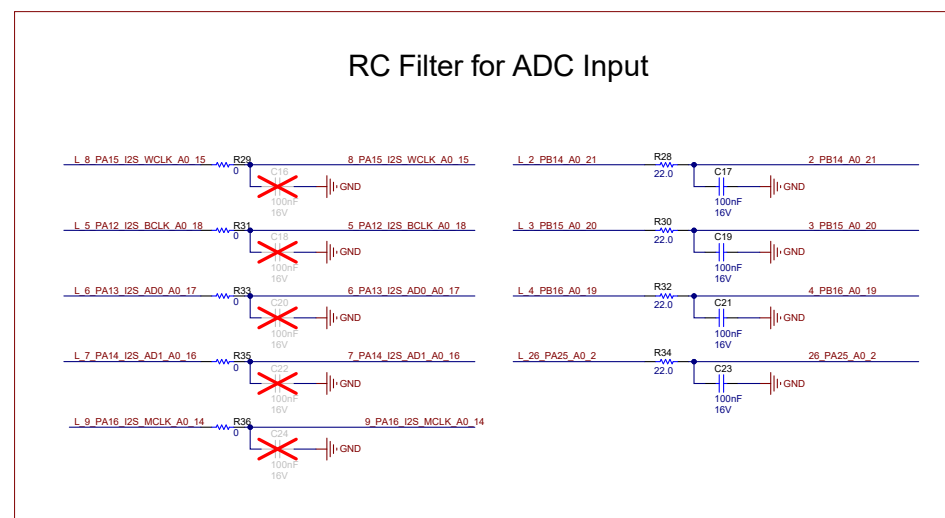 RC Filter for ADC Input
L_8_PA15_I2S_WCLK_A0_15
R29
0
8_PA15_I2S_WCLK_A0_15
C16
100nF
16V
GND
L_5_PA12_I2S_BCLK_A0_18
R31
0
5_PA12_I2S_BCLK_A0_18
C18
100nF
16V
GND
L_6_PA13_I2S_AD0_A0_17
R33
0
6_PA13_I2S_AD0_A0_17
C20
100nF
16V
GND
L_7_PA14_I2S_AD1_A0_16
R35
0
7_PA14_I2S_AD1_A0_16
C22
100nF
16V
GND
L_9_PA16_I2S_MCLK_A0_14
R36
0
9_PA16_I2S_MCLK_A0_14
C24
100nF
16V
GND
L_2_PB14_A0_21
R28
22.0
2_PB14_A0_21
C17
100nF
16V
GND
L_3_PB15_A0_20
R30
22.0
3_PB15_A0_20
C19
100nF
16V
GND
L_4_PB16_A0_19
R32
22.0
4_PB16_A0_19
C21
100nF
16V
GND
L_26_PA25_A0_2
R34
22.0
26_PA25_A0_2
C23
100nF
16V
GND